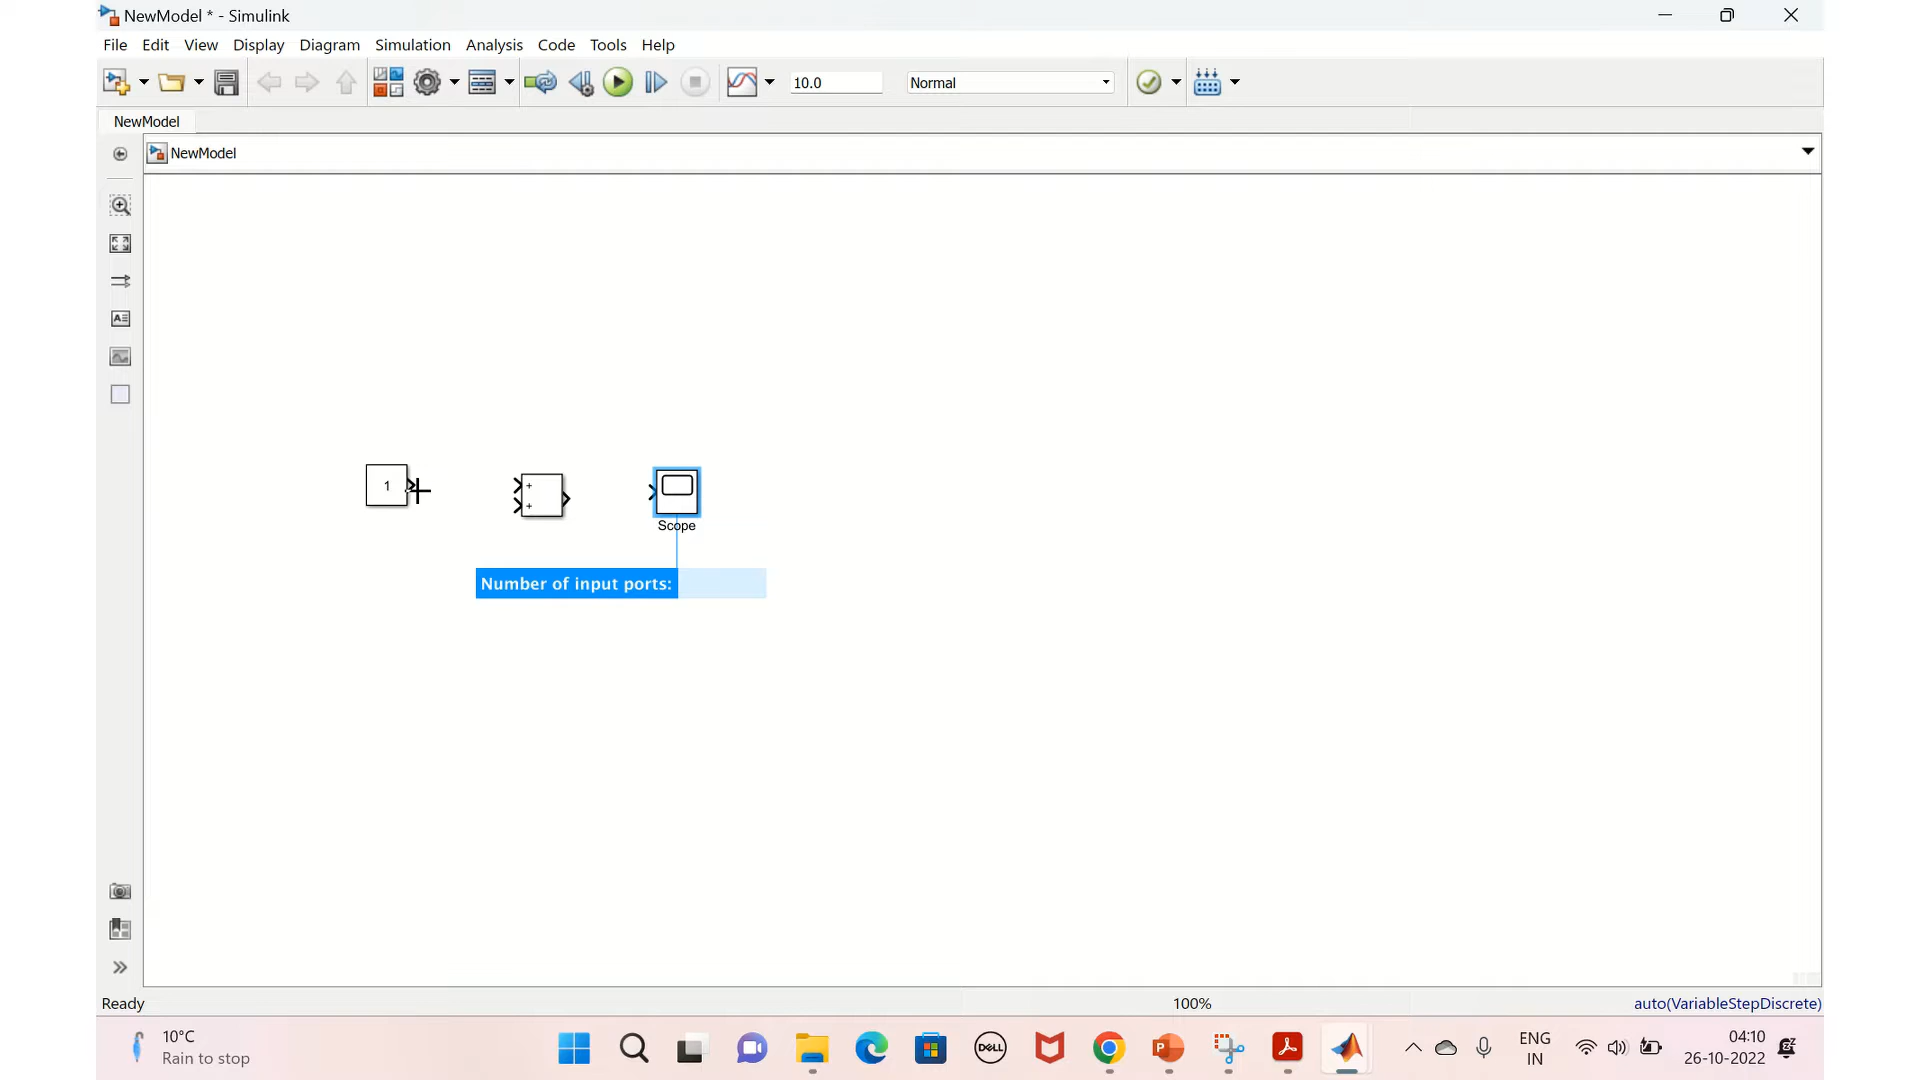 NewModel * - Simulink
File Edit View Display Diagram Simulation Analysis Code Tools Help
10.0 Normal
NewModel
NewModel
1
+
+
Scope
Number of input ports:
Ready 100% auto(VariableStepDiscrete)
10°C
Rain to stop
DELL
ENG
IN
04:10
26-10-2022